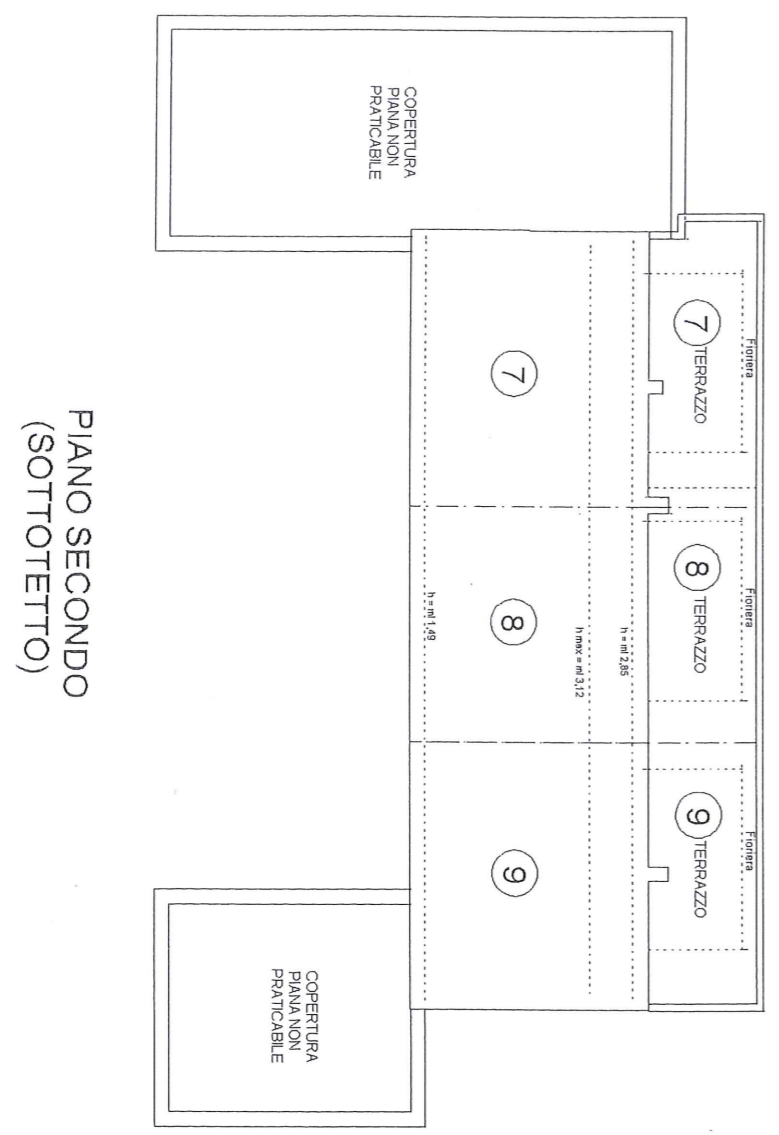 Fioriera
Fioriera
Fioriera
7 TERRAZZO
8 TERRAZZO
9 TERRAZZO
h = ml 2,85
h max = ml 3,12
7
8
9
h = ml 1,49
COPERTURA
PIANA NON
PRATICABILE
COPERTURA
PIANA NON
PRATICABILE
PIANO SECONDO
(SOTTOTETTO)